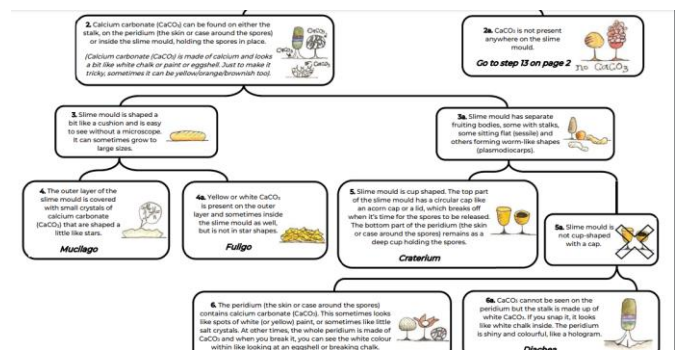 2. Calcium carbonate (CaCO₃) can be found on either the
stalk, on the peridium (the skin or case around the spores)
or inside the slime mould, holding the spores in place.
(Calcium carbonate (CaCO₃) is made of calcium and looks
a bit like white chalk or paint or eggshell. Just to make it
tricky, sometimes it can be yellow/orange/brownish too).
CaCO₃
CaCO₃
CaCO₃
2a. CaCO₃ is not present
anywhere on the slime
mould.
Go to step 13 on page 2
no CaCO₃
3. Slime mould is shaped a
bit like a cushion and is easy
to see without a microscope.
It can sometimes grow to
large sizes.
3a. Slime mould has separate
fruiting bodies, some with stalks,
some sitting flat (sessile) and
others forming worm-like shapes
(plasmodiocarps).
4. The outer layer of the
slime mould is covered
with small crystals of
calcium carbonate
(CaCO₃) that are shaped a
little like stars.
Mucilago
4a. Yellow or white CaCO₃
is present on the outer
layer and sometimes inside
the slime mould as well,
but is not in star shapes.
Fuligo
5. Slime mould is cup shaped. The top part
of the slime mould has a circular cap like
an acorn cap or a lid, which breaks off
when it's time for the spores to be released.
The bottom part of the peridium (the skin
or case around the spores) remains as a
deep cup holding the spores.
Craterium
5a. Slime mould is
not cup-shaped
with a cap.
6. The peridium (the skin or case around the spores)
contains calcium carbonate (CaCO₃). This sometimes looks
like spots of white (or yellow) paint, or sometimes like little
salt crystals. At other times, the whole peridium is made of
CaCO₃ and when you break it, you can see the white colour
within like looking at an eggshell or breaking chalk.
6a. CaCO₃ cannot be seen on the
peridium but the stalk is made up of
white CaCO₃. If you snap it, it looks
like white chalk inside. The peridium
is shiny and colourful, like a hologram.
Diachea